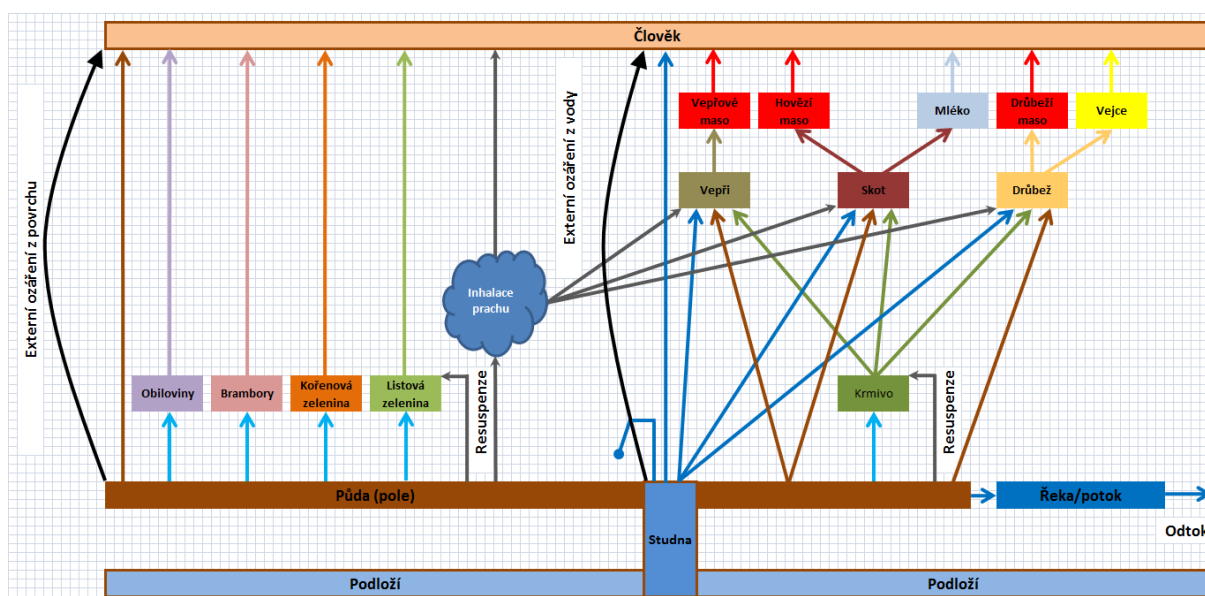 Člověk
Externí ozáření z povrchu
Externí ozáření z vody
Vepřové
maso
Hovězí
maso
Mléko
Drůbeží
maso
Vejce
Vepři
Skot
Drůbež
Inhalace
prachu
Obiloviny
Brambory
Kořenová
zelenina
Listová
zelenina
Resuspenze
Krmivo
Resuspenze
Půda (pole)
Studna
Řeka/potok
Odtok
Podloží
Podloží